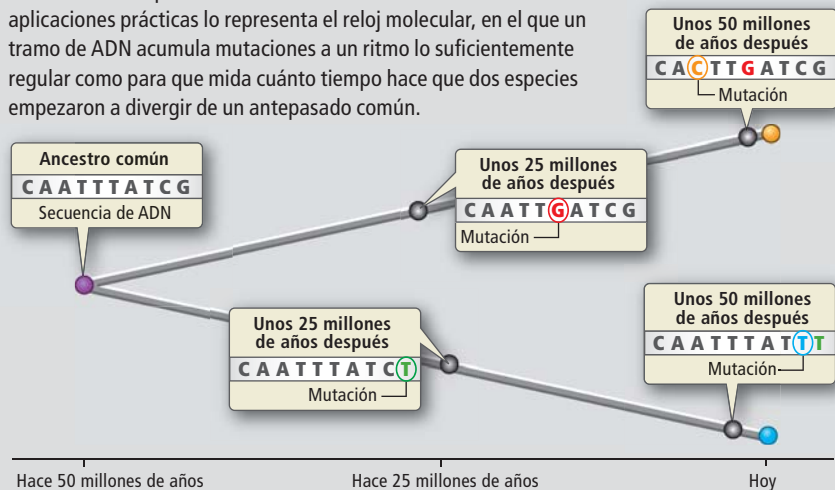 aplicaciones prácticas lo representa el reloj molecular, en el que un
tramo de ADN acumula mutaciones a un ritmo lo suficientemente
regular como para que mida cuánto tiempo hace que dos especies
empezaron a divergir de un antepasado común.
Unos 50 millones
de años después
C A C T T G A T C G
Mutación
Ancestro común
C A A T T T A T C G
Secuencia de ADN
Unos 25 millones
de años después
C A A T T G A T C G
Mutación
Unos 25 millones
de años después
C A A T T T A T C T
Mutación
Unos 50 millones
de años después
C A A T T T A T T T
Mutación
Hace 50 millones de años
Hace 25 millones de años
Hoy